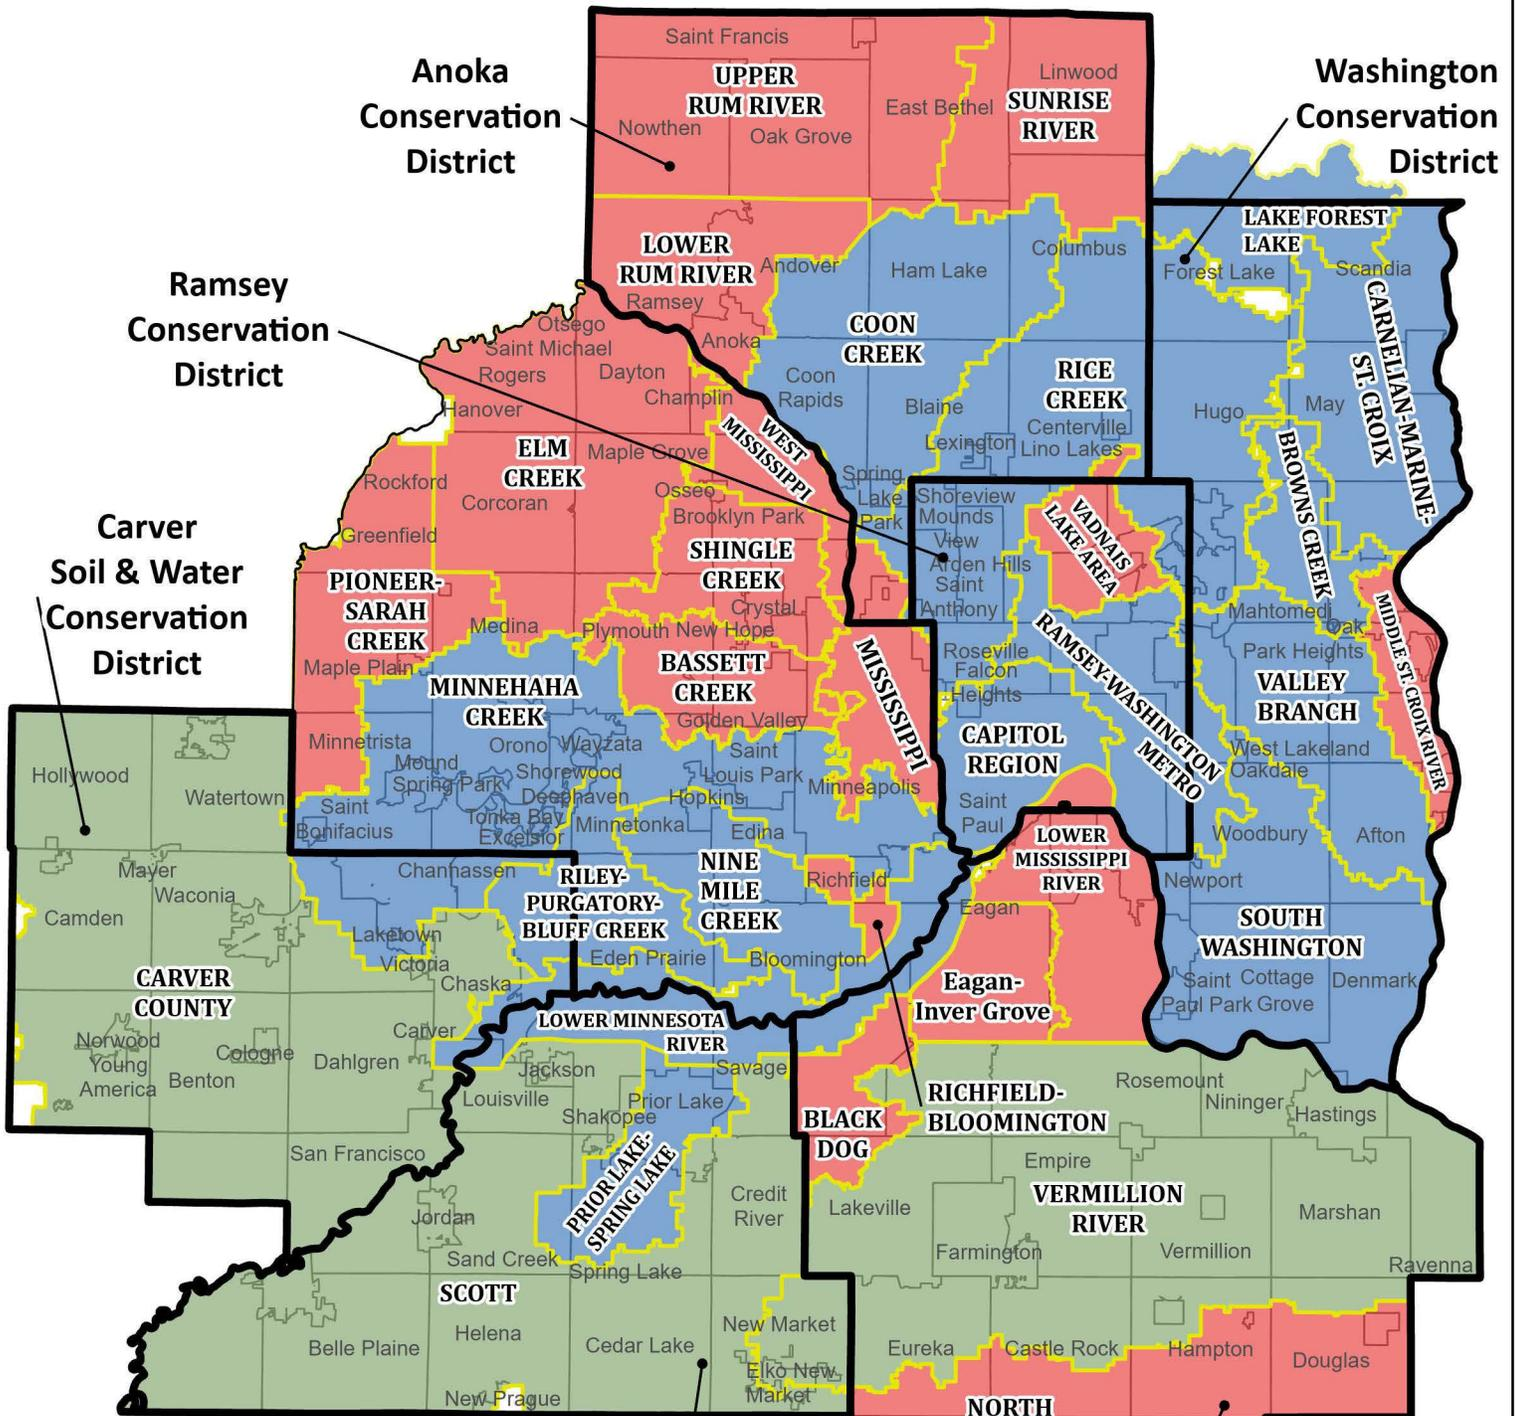 Anoka
Conservation
District
Washington
Conservation
District
Ramsey
Conservation
District
Carver
Soil & Water
Conservation
District
Saint Francis
UPPER
RUM RIVER
Nowthen
Oak Grove
East Bethel
Linwood
SUNRISE
RIVER
LOWER
RUM RIVER
Andover
Ramsey
Anoka
Ham Lake
Columbus
COON
CREEK
Coon
Rapids
Blaine
RICE
CREEK
Centerville
Lexington
Lino Lakes
Spring
Lake
Park
LAKE FOREST
LAKE
Forest Lake
Scandia
CARNELIAN-MARINE-
ST. CROIX
Hugo
May
BROWNS CREEK
Otsego
Saint Michael
Rogers
Dayton
Champlin
Hanover
ELM
CREEK
Maple Grove
WEST
MISSISSIPPI
Rockford
Corcoran
Osseo
Brooklyn Park
Greenfield
SHINGLE
CREEK
Crystal
PIONEER-
SARAH
CREEK
Medina
Plymouth
New Hope
Maple Plain
BASSETT
CREEK
Golden Valley
MISSISSIPPI
Shoreview
Mounds
View
Arden Hills
Saint
Anthony
VADNAIS
LAKE AREA
Roseville
Falcon
Heights
RAMSEY-WASHINGTON
METRO
CAPITOL
REGION
Saint
Paul
Mahtomedi
Oak
Park Heights
VALLEY
BRANCH
MIDDLE ST. CROIX RIVER
West Lakeland
Oakdale
Woodbury
Afton
MINNEHAHA
CREEK
Minnetrista
Orono
Wayzata
Mound
Spring Park
Shorewood
Deephaven
Saint
Bonifacius
Tonka Bay
Excelsior
Saint
Louis Park
Hopkins
Minneapolis
Minnetonka
Edina
Hollywood
Watertown
Mayer
Waconia
Camden
Chanhassen
Laketown
Victoria
Chaska
RILEY-
PURGATORY-
BLUFF CREEK
NINE
MILE
CREEK
Richfield
Eden Prairie
Bloomington
LOWER
MISSISSIPPI
RIVER
Eagan
Newport
SOUTH
WASHINGTON
Saint
Paul Park
Cottage
Grove
Denmark
Eagan-
Inver Grove
CARVER
COUNTY
Norwood
Young
America
Cologne
Benton
Dahlgren
Carver
LOWER MINNESOTA
RIVER
Jackson
Savage
Louisville
Shakopee
Prior Lake
San Francisco
PRIOR LAKE-
SPRING LAKE
Credit
River
Jordan
Sand Creek
Spring Lake
SCOTT
Helena
Belle Plaine
Cedar Lake
New Market
Elko New
Market
New Prague
BLACK
DOG
RICHFIELD-
BLOOMINGTON
Rosemount
Nininger
Hastings
Empire
VERMILLION
RIVER
Lakeville
Marshan
Farmington
Vermillion
Ravenna
Eureka
Castle Rock
Hampton
Douglas
NORTH